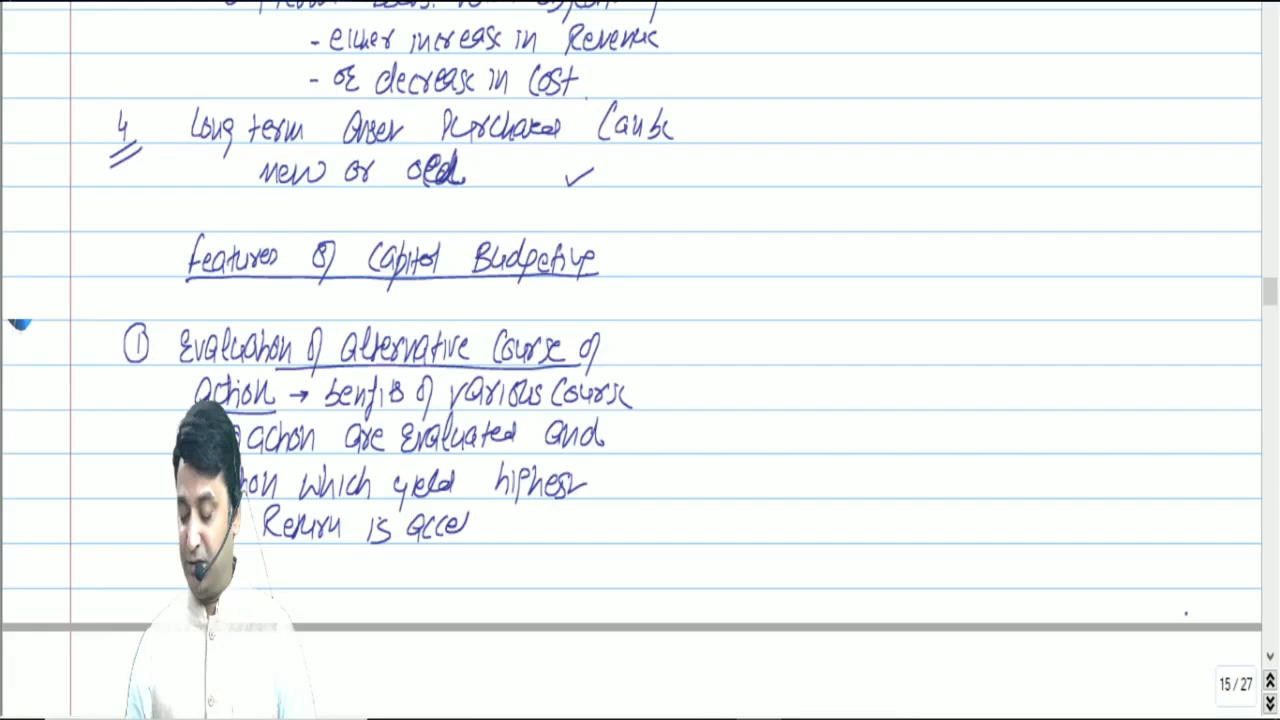 - either increase in Revenue
- or decrease in Cost.
4 Long term Asset Purchased Can be
new or old
Features of Capital Budgeting
① Evaluation of alternative Course of
action → benfits of various Course
action are Evaluated and
which yield highest
Return is acce
15 / 27